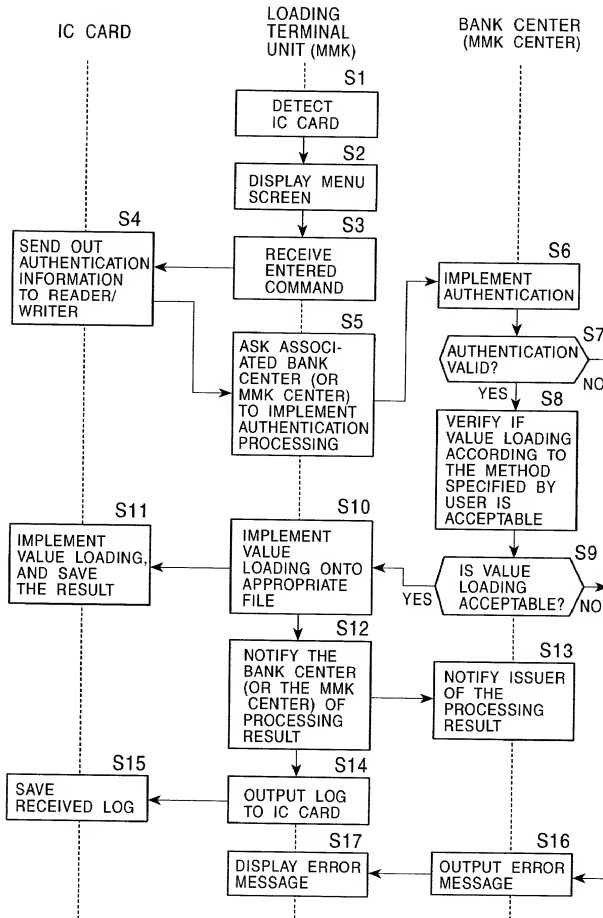 IC CARD
LOADING
TERMINAL
UNIT (MMK)
BANK CENTER
(MMK CENTER)
S1
DETECT
IC CARD
S2
DISPLAY MENU
SCREEN
S3
RECEIVE
ENTERED
COMMAND
S4
SEND OUT
AUTHENTICATION
INFORMATION
TO READER/
WRITER
S5
ASK ASSOCI-
ATED BANK
CENTER (OR
MMK CENTER)
TO IMPLEMENT
AUTHENTICATION
PROCESSING
S6
IMPLEMENT
AUTHENTICATION
S7
AUTHENTICATION
VALID?
NO
YES
S8
VERIFY IF
VALUE LOADING
ACCORDING TO
THE METHOD
SPECIFIED BY
USER IS
ACCEPTABLE
S9
IS VALUE
LOADING
ACCEPTABLE?
YES
NO
S10
IMPLEMENT
VALUE
LOADING ONTO
APPROPRIATE
FILE
S11
IMPLEMENT
VALUE LOADING,
AND SAVE
THE RESULT
S12
NOTIFY THE
BANK CENTER
(OR THE MMK
CENTER) OF
PROCESSING
RESULT
S13
NOTIFY ISSUER
OF THE
PROCESSING
RESULT
S14
OUTPUT LOG
TO IC CARD
S15
SAVE
RECEIVED LOG
S16
OUTPUT ERROR
MESSAGE
S17
DISPLAY ERROR
MESSAGE